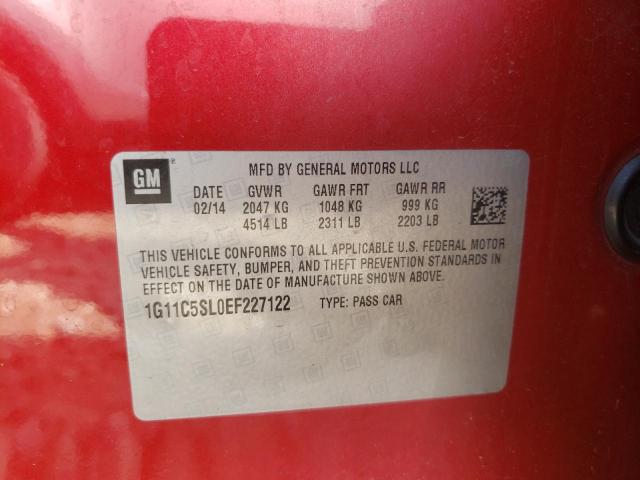 GM
MFD BY GENERAL MOTORS LLC
DATE GVWR GAWR FRT GAWR RR
02/14 2047 KG 1048 KG 999 KG
4514 LB 2311 LB 2203 LB
THIS VEHICLE CONFORMS TO ALL APPLICABLE U.S. FEDERAL MOTOR
VEHICLE SAFETY, BUMPER, AND THEFT PREVENTION STANDARDS IN
EFFECT ON THE DATE OF MANUFACTURE SHOWN ABOVE.
1G11C5SL0EF227122 TYPE: PASS CAR